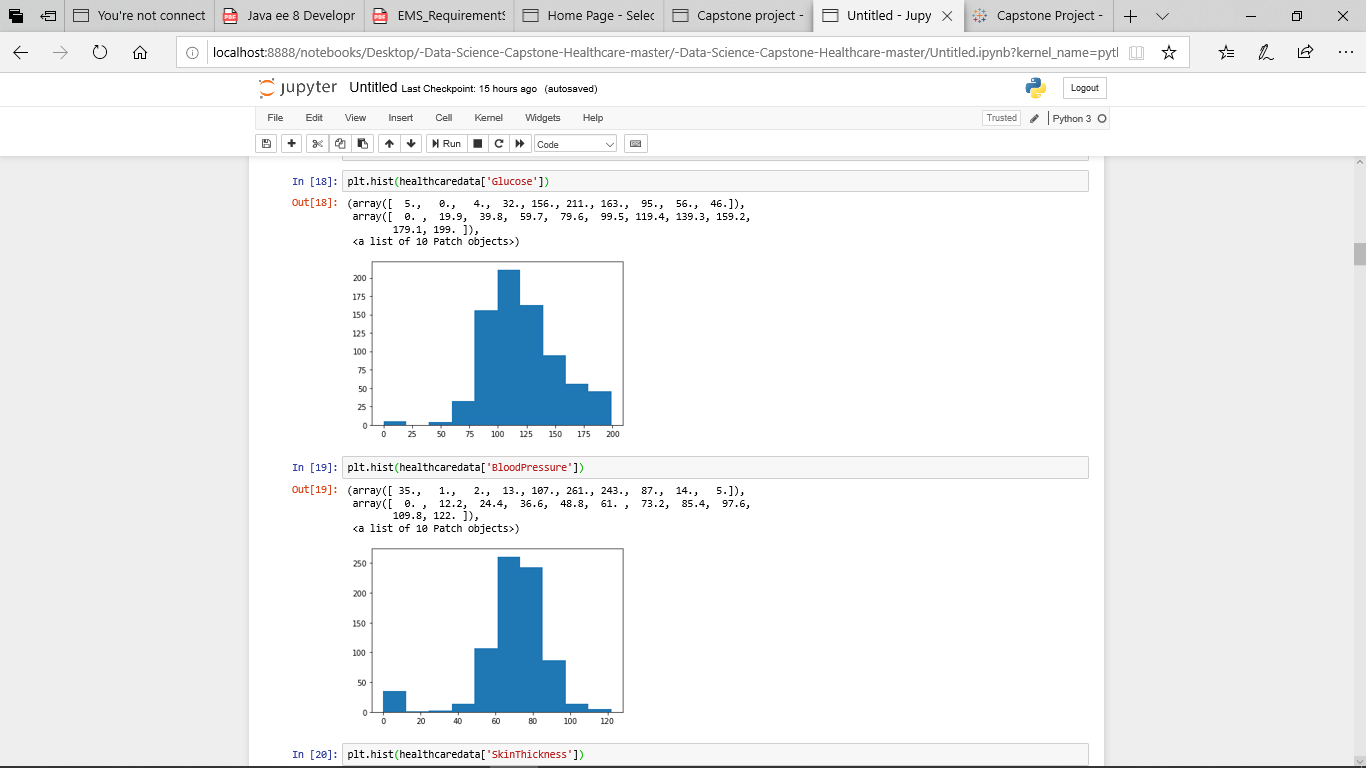 You're not connect
Java ee 8 Developr
EMS_Requirements
Home Page - Selec
Capstone project -
Untitled - Jupy
Capstone Project -
localhost:8888/notebooks/Desktop/-Data-Science-Capstone-Healthcare-master/-Data-Science-Capstone-Healthcare-master/Untitled.ipynb?kernel_name=pytl
jupyter Untitled Last Checkpoint: 15 hours ago (autosaved)
Logout
File Edit View Insert Cell Kernel Widgets Help
Trusted
Python 3
Run
Code
In [18]: plt.hist(healthcaredata['Glucose'])
Out[18]: (array([ 5., 0., 4., 32., 156., 211., 163., 95., 56., 46.]),
array([ 0. , 19.9, 39.8, 59.7, 79.6, 99.5, 119.4, 139.3, 159.2,
179.1, 199. ]),
<a list of 10 Patch objects>)
200
175
150
125
100
75
50
25
0
0 25 50 75 100 125 150 175 200
In [19]: plt.hist(healthcaredata['BloodPressure'])
Out[19]: (array([ 35., 1., 2., 13., 107., 261., 243., 87., 14., 5.]),
array([ 0. , 12.2, 24.4, 36.6, 48.8, 61. , 73.2, 85.4, 97.6,
109.8, 122. ]),
<a list of 10 Patch objects>)
250
200
150
100
50
0
0 20 40 60 80 100 120
In [20]: plt.hist(healthcaredata['SkinThickness'])